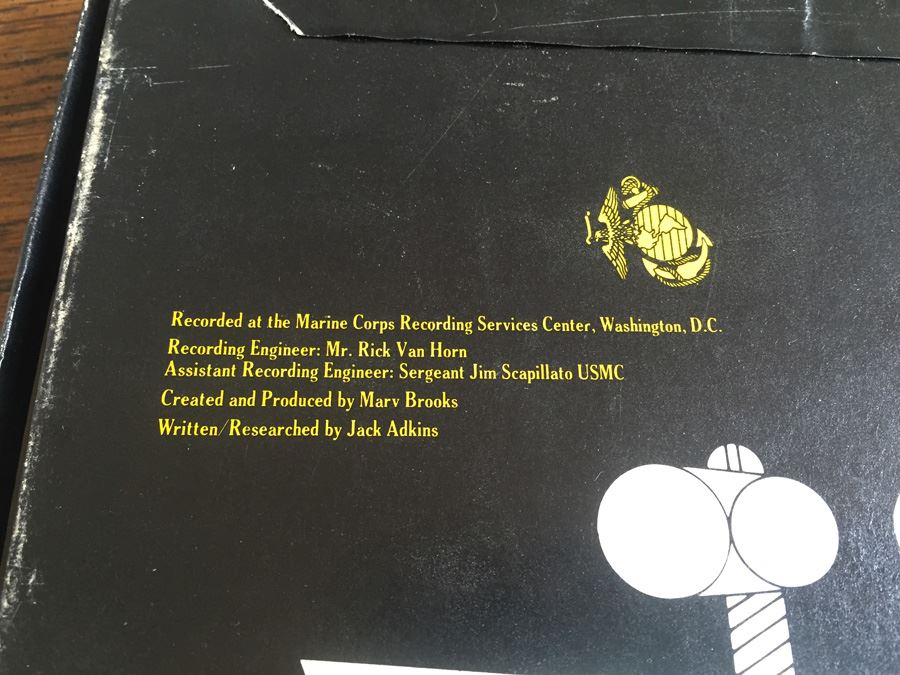 Recorded at the Marine Corps Recording Services Center, Washington, D.C.
Recording Engineer: Mr. Rick Van Horn
Assistant Recording Engineer: Sergeant Jim Scapillato USMC
Created and Produced by Marv Brooks
Written/Researched by Jack Adkins